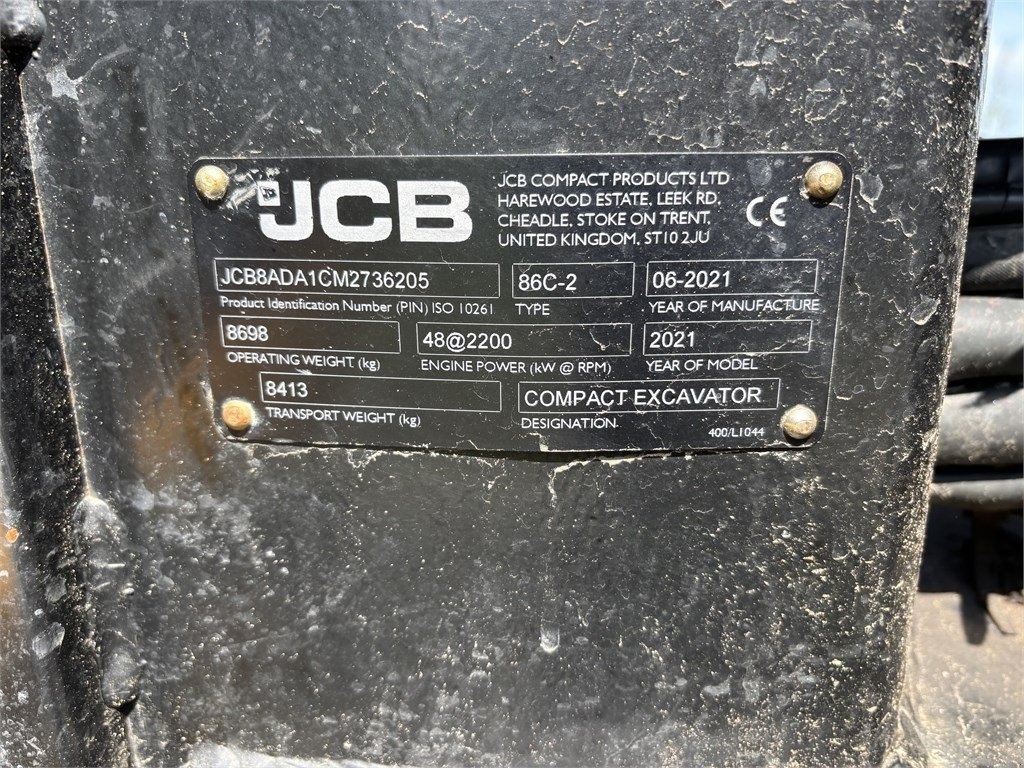 JCB
JCB COMPACT PRODUCTS LTD
HAREWOOD ESTATE, LEEK RD,
CHEADLE, STOKE ON TRENT,
UNITED KINGDOM, ST10 2JU
CE
JCB8ADA1CM2736205
Product Identification Number (PIN) ISO 10261
86C-2
TYPE
06-2021
YEAR OF MANUFACTURE
8698
OPERATING WEIGHT (kg)
48@2200
ENGINE POWER (kW @ RPM)
2021
YEAR OF MODEL
8413
TRANSPORT WEIGHT (kg)
COMPACT EXCAVATOR
DESIGNATION
400/L1044